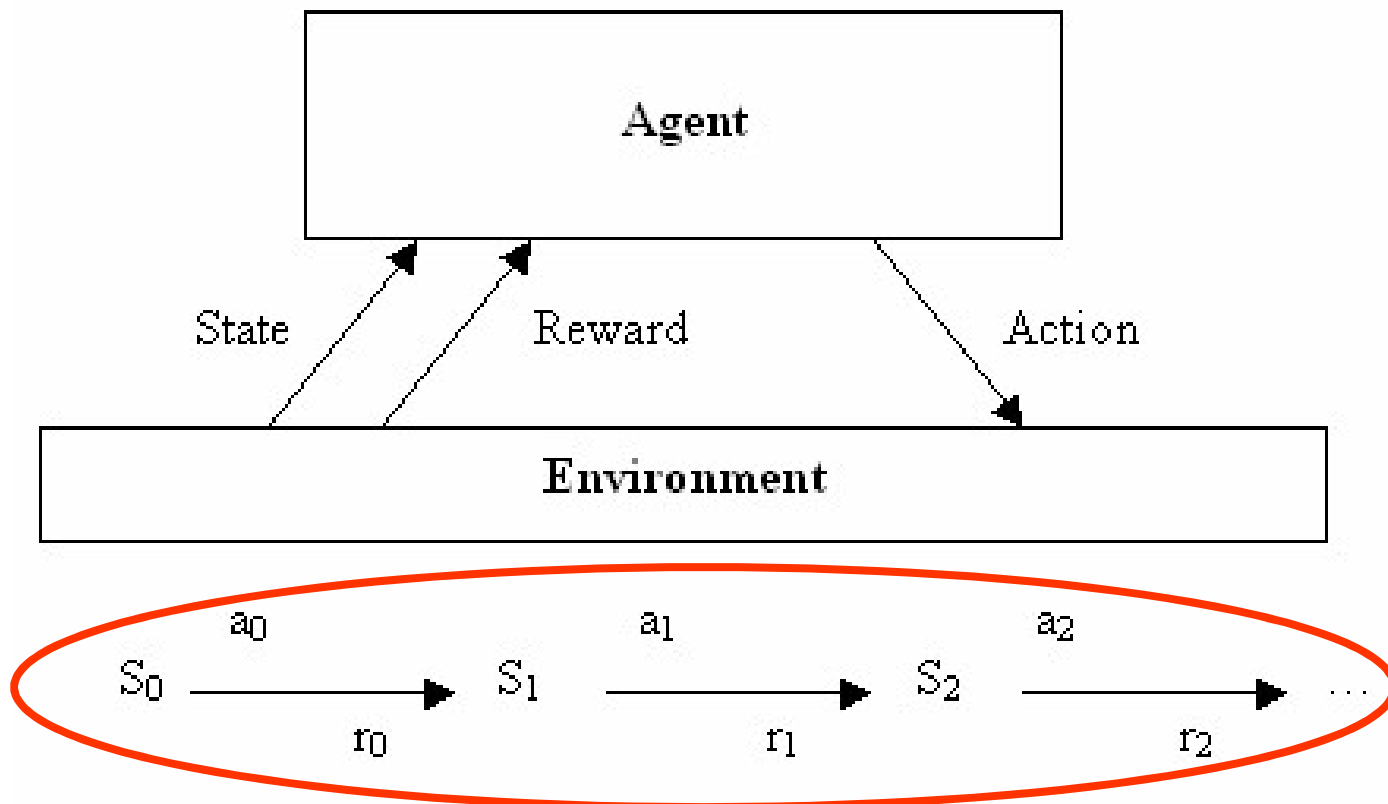 Agent
State Reward Action
Environment
a₀ a₁ a₂
S₀ S₁ S₂ ...
r₀ r₁ r₂